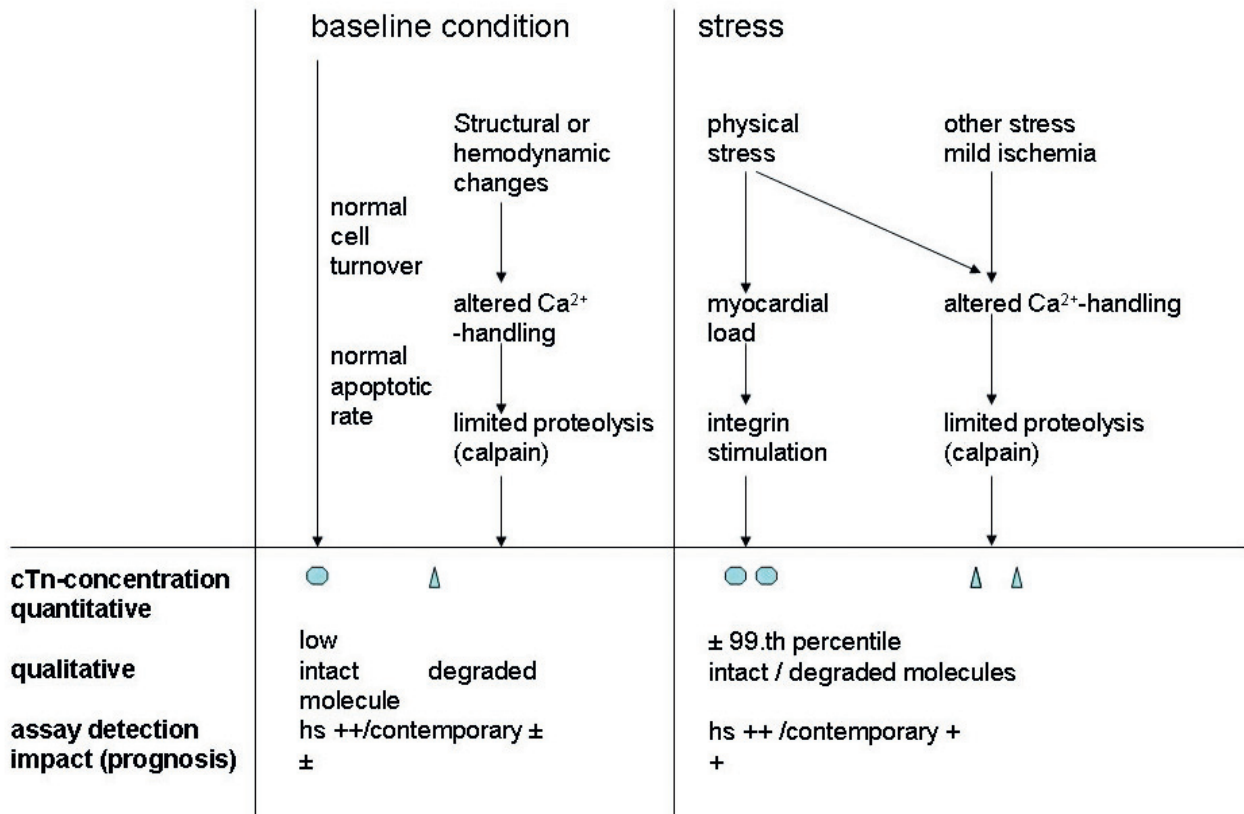 baseline condition
stress
Structural or
hemodynamic
changes
normal
cell
turnover
altered Ca²⁺
-handling
normal
apoptotic
rate
limited proteolysis
(calpain)
physical
stress
other stress
mild ischemia
myocardial
load
altered Ca²⁺-handling
integrin
stimulation
limited proteolysis
(calpain)
cTn-concentration
quantitative
low
± 99.th percentile
qualitative
intact degraded
molecule
intact / degraded molecules
assay detection
hs ++/contemporary ±
hs ++ /contemporary +
impact (prognosis)
±
+